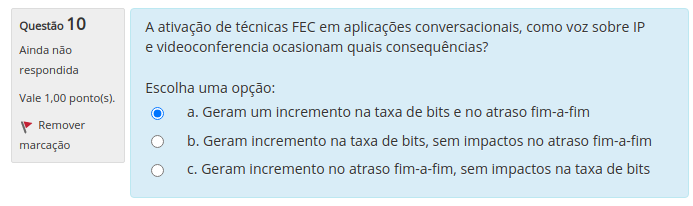 Questão 10
Ainda não
respondida
Vale 1,00 ponto(s).
Remover
marcação
A ativação de técnicas FEC em aplicações conversacionais, como voz sobre IP
e videoconferencia ocasionam quais consequências?
Escolha uma opção:
a. Geram um incremento na taxa de bits e no atraso fim-a-fim
b. Geram incremento na taxa de bits, sem impactos no atraso fim-a-fim
c. Geram incremento no atraso fim-a-fim, sem impactos na taxa de bits